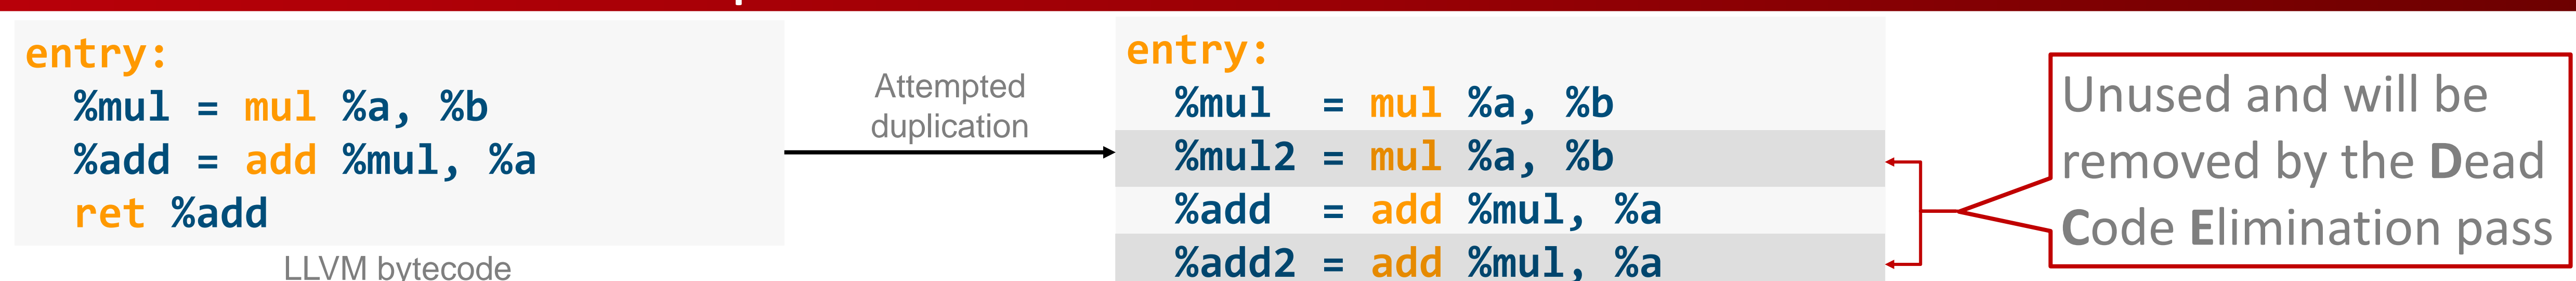 entry:
%mul = mul %a, %b
%add = add %mul, %a
ret %add
LLVM bytecode
Attempted
duplication
entry:
%mul = mul %a, %b
%mul2 = mul %a, %b
%add = add %mul, %a
%add2 = add %mul, %a
Unused and will be
removed by the Dead
Code Elimination pass